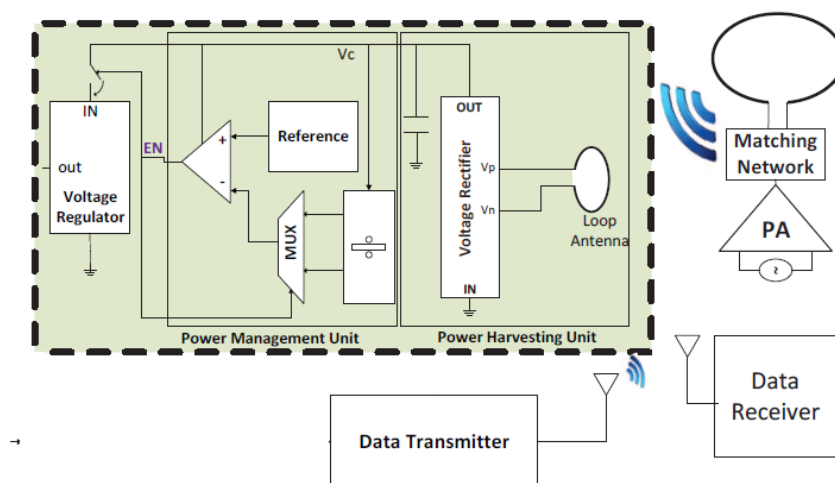 Vc
IN
out
Voltage
Regulator
EN
+
-
Reference
MUX
÷
Power Management Unit
OUT
Voltage Rectifier
Vp
Vn
IN
Loop
Antenna
Power Harvesting Unit
Matching
Network
PA
~
Data Transmitter
Data
Receiver